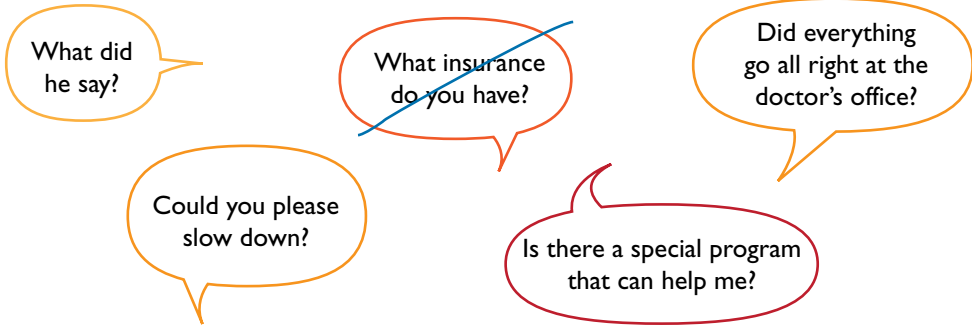 What did
he say?
What insurance
do you have?
Did everything
go all right at the
doctor’s office?
Could you please
slow down?
Is there a special program
that can help me?